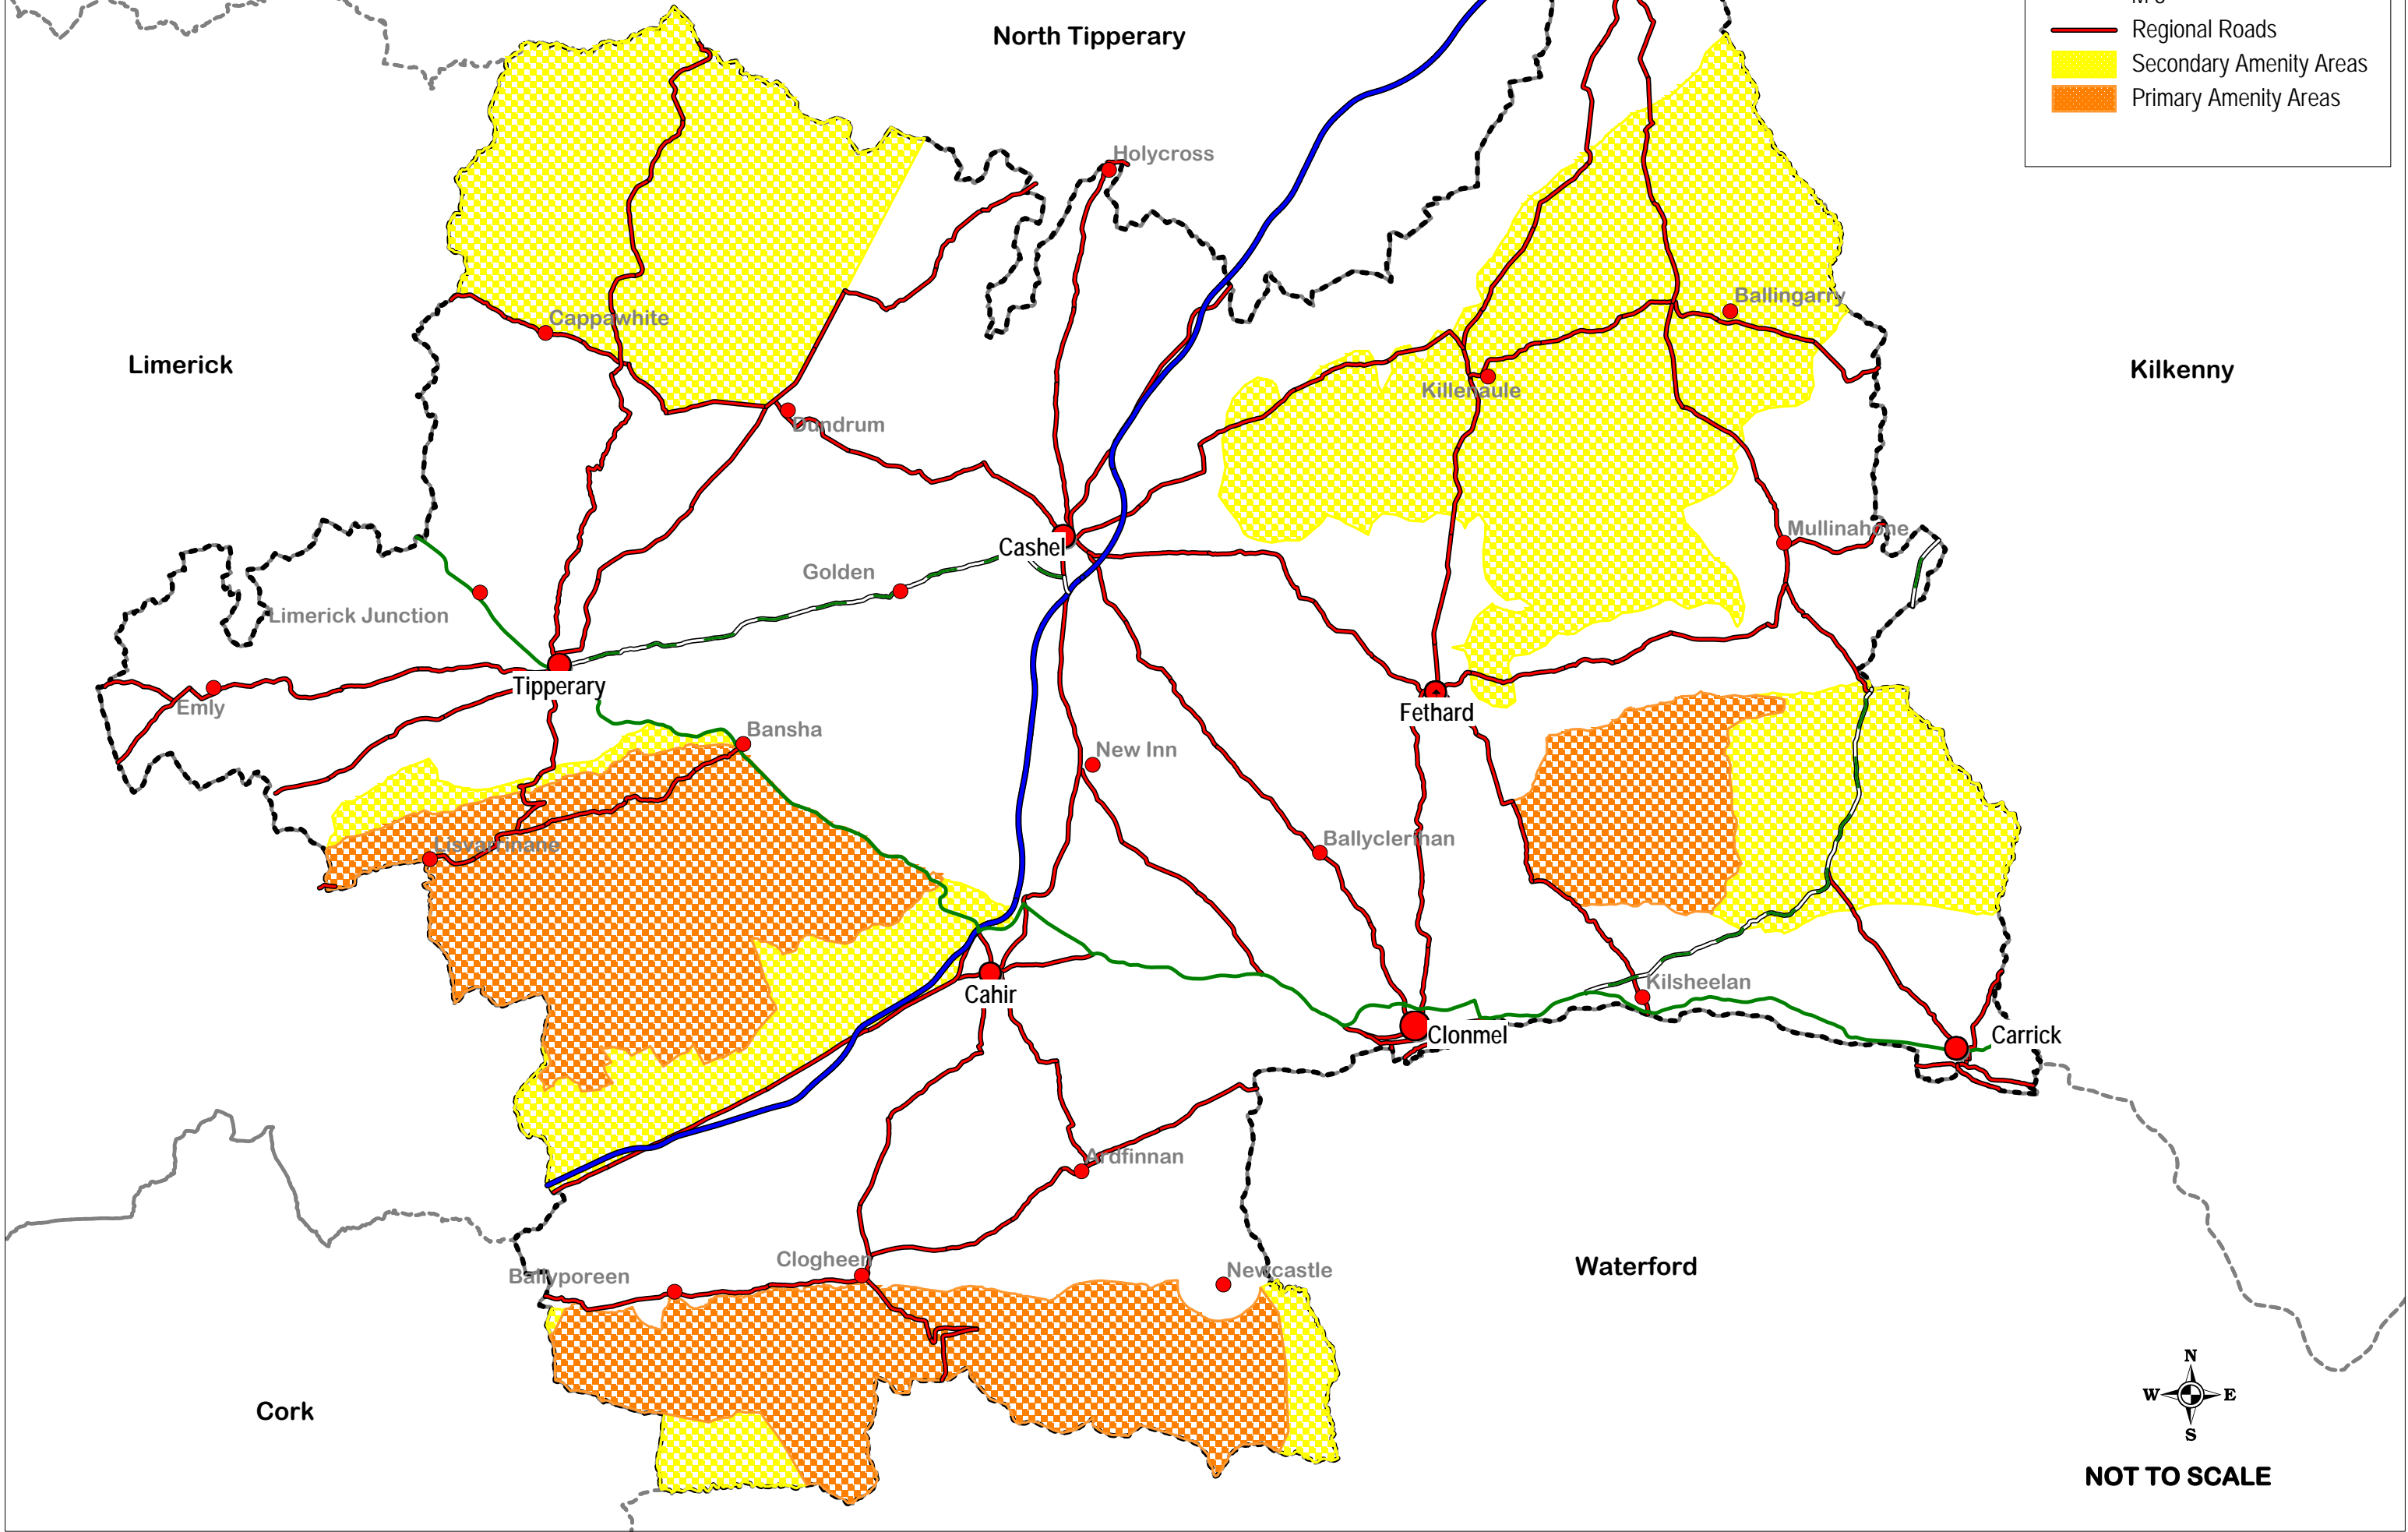 North Tipperary
Regional Roads
Secondary Amenity Areas
Primary Amenity Areas
Holycross
Ballingarry
Cappawhite
Limerick
Kilkenny
Killenaule
Dundrum
Mullinahone
Cashel
Golden
Limerick Junction
Tipperary
Emly
Fethard
Bansha
New Inn
Ballyclerihan
Lisvarrinane
Kilsheelan
Cahir
Clonmel
Carrick
Ardfinnan
Clogheen
Waterford
Newcastle
Ballyporeen
N
W E
S
Cork
NOT TO SCALE